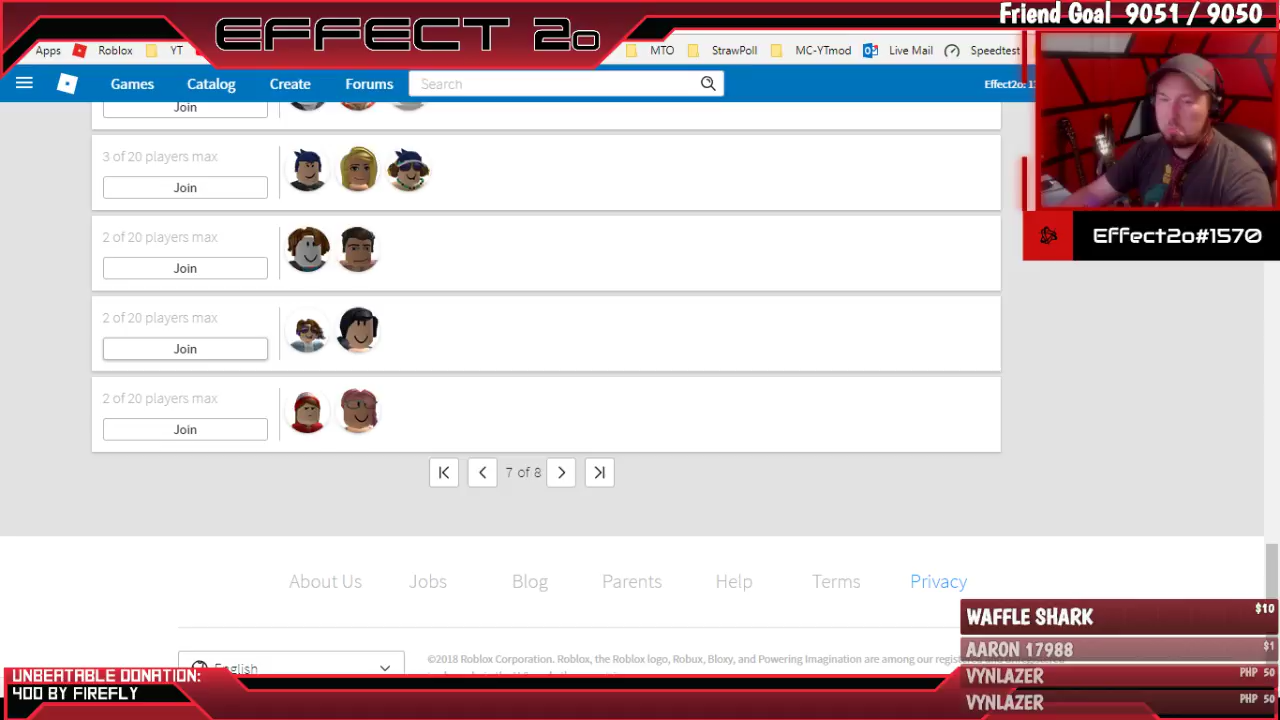 Friend Goal 9051 / 9050
EFFECT 2o
Apps Roblox YT MTO StrawPoll MC-YTmod Live Mail Speedtest
Games Catalog Create Forums Search Effect2o:
Join
3 of 20 players max
Join
2 of 20 players max
Join
2 of 20 players max
Join
2 of 20 players max
Join
7 of 8
Effect2o#1570
About Us Jobs Blog Parents Help Terms Privacy
English
©2018 Roblox Corporation. Roblox, the Roblox logo, Robux, Bloxy, and Powering Imagination are among our
WAFFLE SHARK $10
AARON 17988 $1
VYNLAZER PHP 50
VYNLAZER PHP 50
UNBEATABLE DONATION:
400 BY FIREFLY